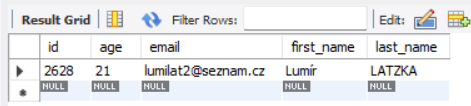 Result Grid Filter Rows: Edit:
id age email first_name last_name
2628 21 lumilat2@seznam.cz Lumír LATZKA
NULL NULL NULL NULL NULL